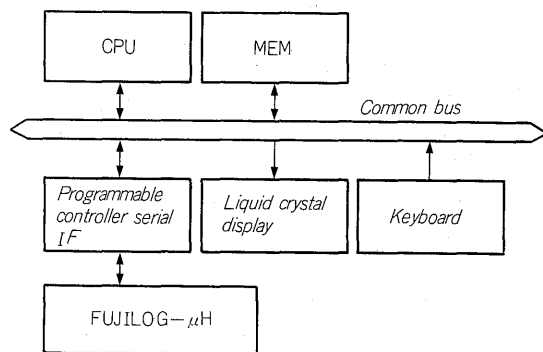 CPU
MEM
Common bus
Programmable
controller serial
IF
Liquid crystal
display
Keyboard
FUJILOG-μH